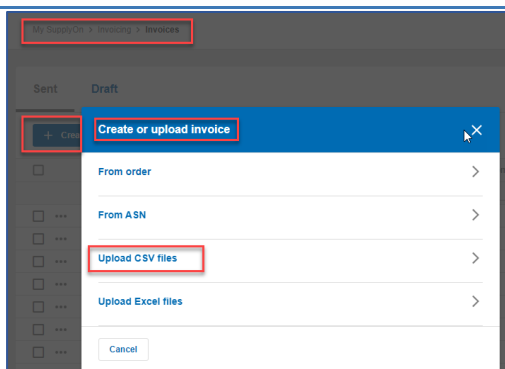 My SupplyOn > Invoicing > Invoices
Sent Draft
+ Crea
Create or upload invoice
From order
From ASN
Upload CSV files
Upload Excel files
Cancel